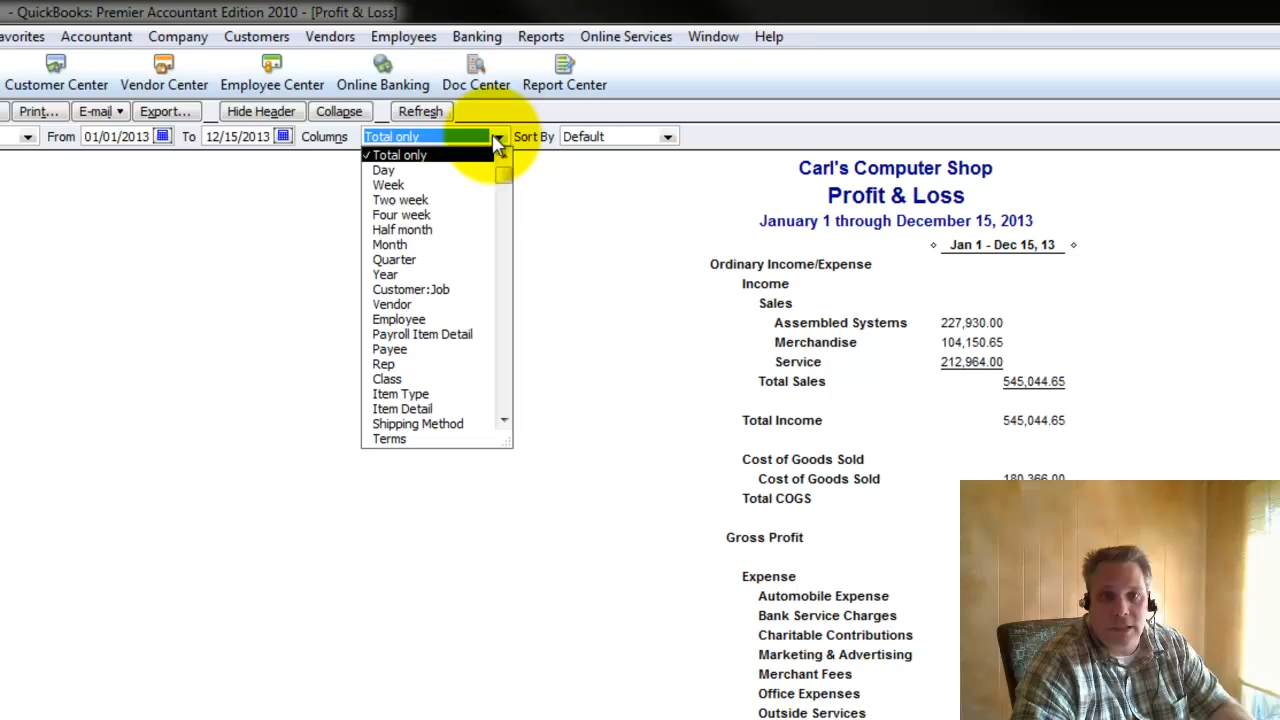 - QuickBooks: Premier Accountant Edition 2010 - [Profit & Loss]
avorites Accountant Company Customers Vendors Employees Banking Reports Online Services Window Help
Customer Center Vendor Center Employee Center Online Banking Doc Center Report Center
Print... E-mail Export... Hide Header Collapse Refresh
From 01/01/2013 To 12/15/2013 Columns Total only Sort By Default
✓ Total only
Day
Week
Two week
Four week
Half month
Month
Quarter
Year
Customer:Job
Vendor
Employee
Payroll Item Detail
Payee
Rep
Class
Item Type
Item Detail
Shipping Method
Terms
Carl's Computer Shop
Profit & Loss
January 1 through December 15, 2013
Jan 1 - Dec 15, 13
Ordinary Income/Expense
Income
Sales
Assembled Systems 227,930.00
Merchandise 104,150.65
Service 212,964.00
Total Sales 545,044.65
Total Income 545,044.65
Cost of Goods Sold
Cost of Goods Sold 180,366.00
Total COGS
Gross Profit
Expense
Automobile Expense
Bank Service Charges
Charitable Contributions
Marketing & Advertising
Merchant Fees
Office Expenses
Outside Services